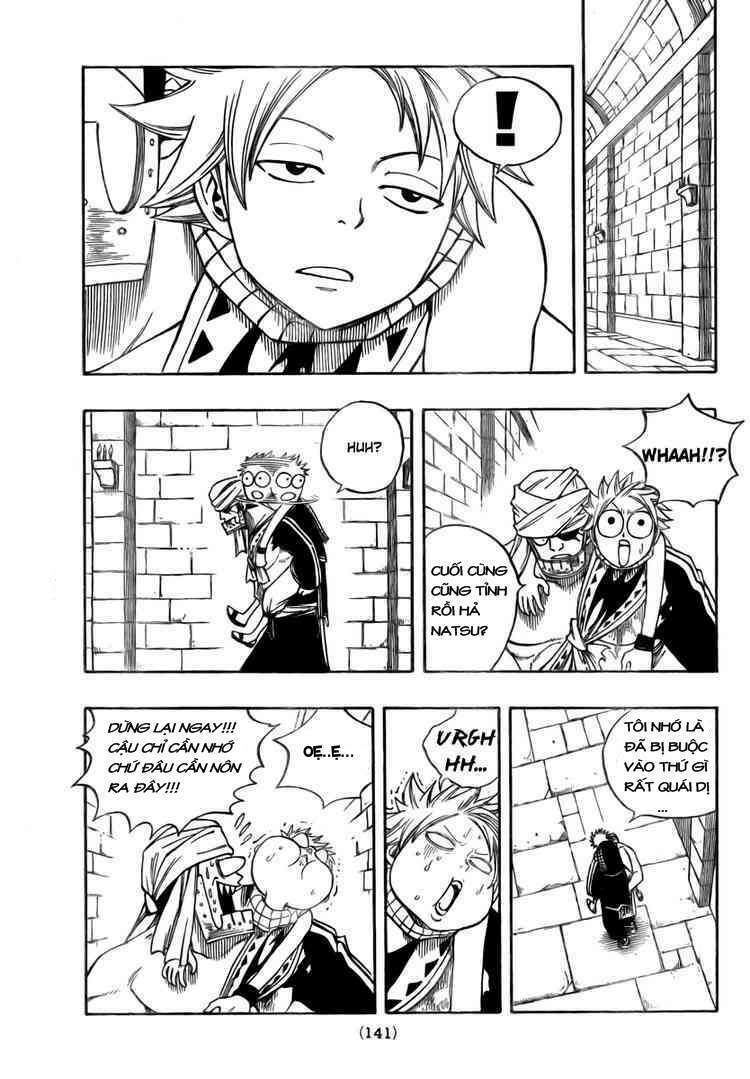 !
WHAAH!!?
CUỐI CÙNG
CŨNG TỈNH
RỒI HẢ
NATSU?
HUH?
TÔI NHỚ LÀ
ĐÃ BỊ BUỘC
VÀO THỨ GÌ
RẤT QUÁI DỊ
...
URGH
HH...
OẸ..Ẹ...
DỪNG LẠI NGAY!!!
CẬU CHỈ CẦN NHỚ
CHỨ ĐÂU CẦN NÔN
RA ĐÂY!!!
(141)